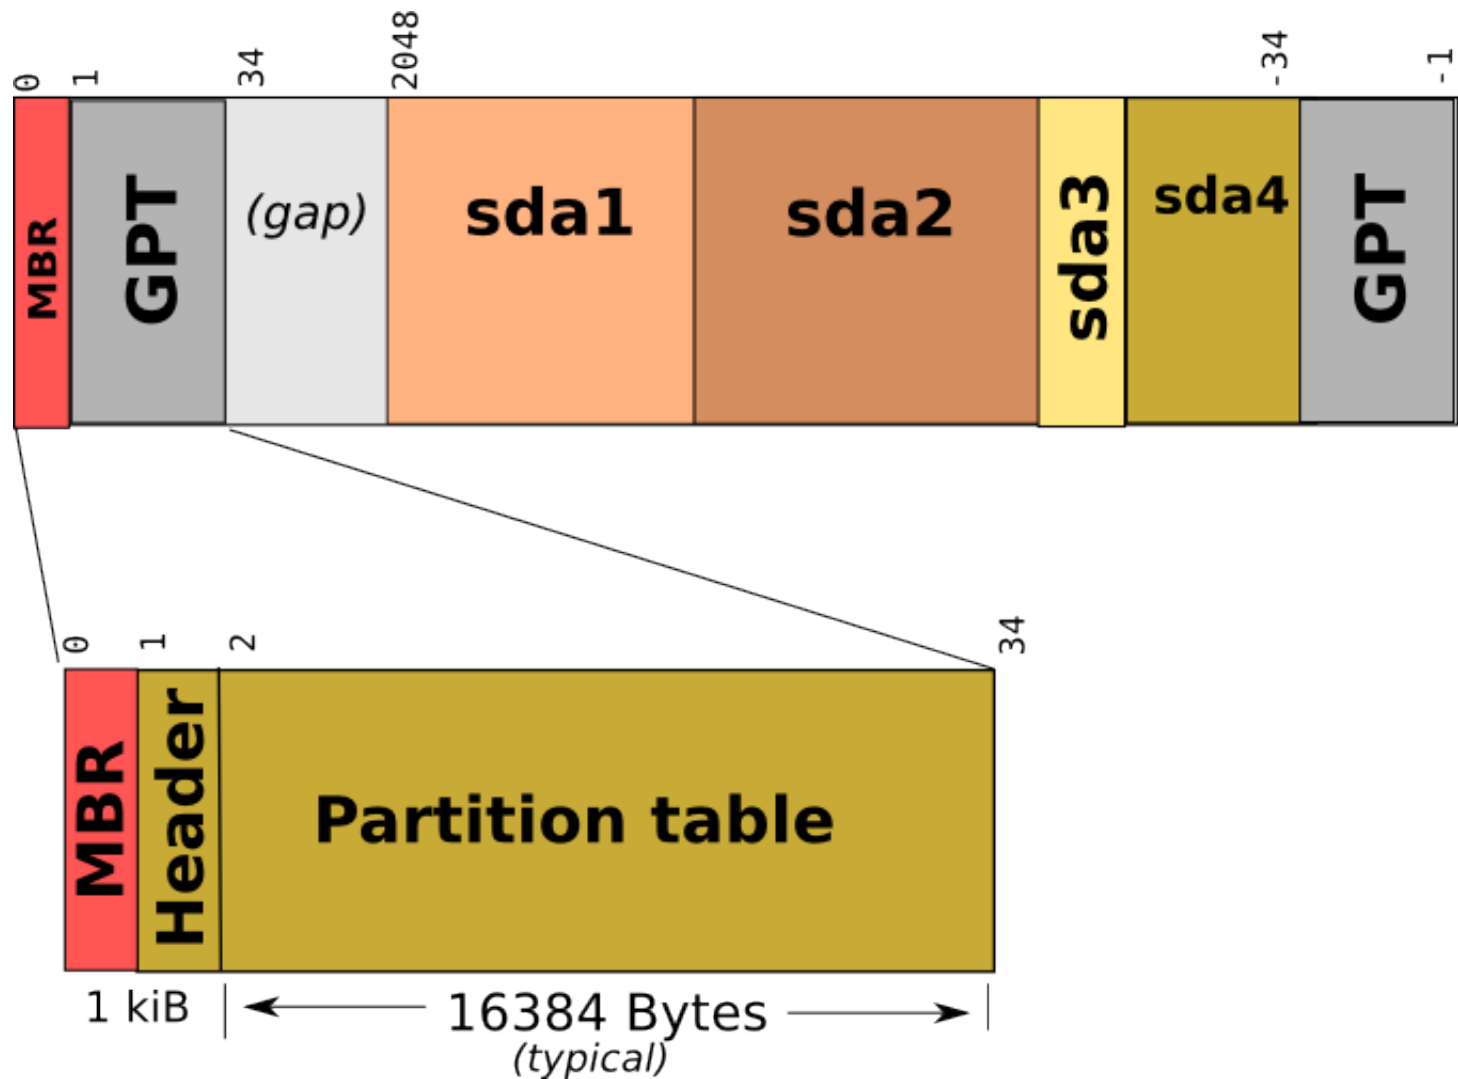 0
1
34
2048
-34
-1
MBR
GPT
(gap)
sda1
sda2
sda3
sda4
GPT
0
1
2
34
MBR
Header
Partition table
1 kiB
16384 Bytes
(typical)